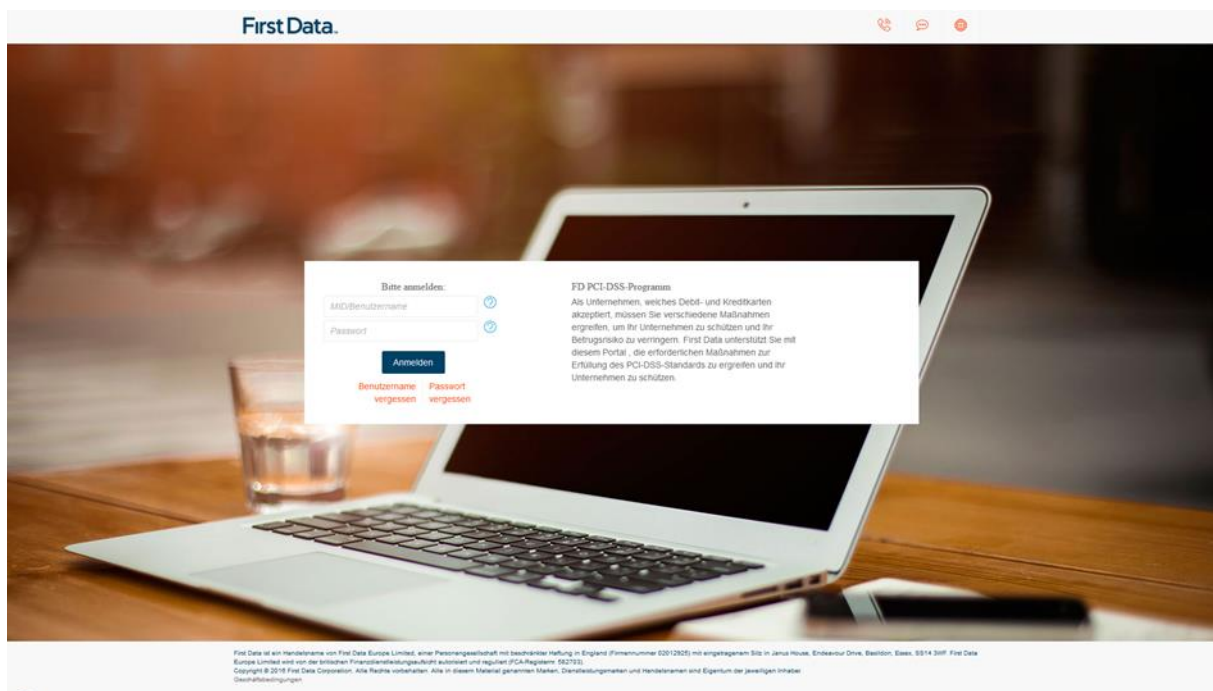 First Data.
Bitte anmelden:
MID/Benutzername
Passwort
Anmelden
Benutzername vergessen
Passwort vergessen
FD PCI-DSS-Programm
Als Unternehmen, welches Debit- und Kreditkarten
akzeptiert, müssen Sie verschiedene Maßnahmen
ergreifen, um Ihr Unternehmen zu schützen und Ihr
Betrugsrisiko zu verringern. First Data unterstützt Sie mit
diesem Portal , die erforderlichen Maßnahmen zur
Erfüllung des PCI-DSS-Standards zu ergreifen und Ihr
Unternehmen zu schützen.
First Data ist ein Handelsname von First Data Europe Limited, einer Personengesellschaft mit beschränkter Haftung in England (Firmennummer 02012925) mit eingetragenem Sitz in Janus House, Endeavour Drive, Basildon, Essex, SS14 3WF. First Data
Europe Limited wird von der britischen Finanzdienstleistungsaufsicht autorisiert und reguliert (FCA-Registernr. 582703).
Copyright © 2016 First Data Corporation. Alle Rechte vorbehalten. Alle in diesem Material genannten Marken, Dienstleistungsmarken und Handelsnamen sind Eigentum der jeweiligen Inhaber.
Geschäftsbedingungen